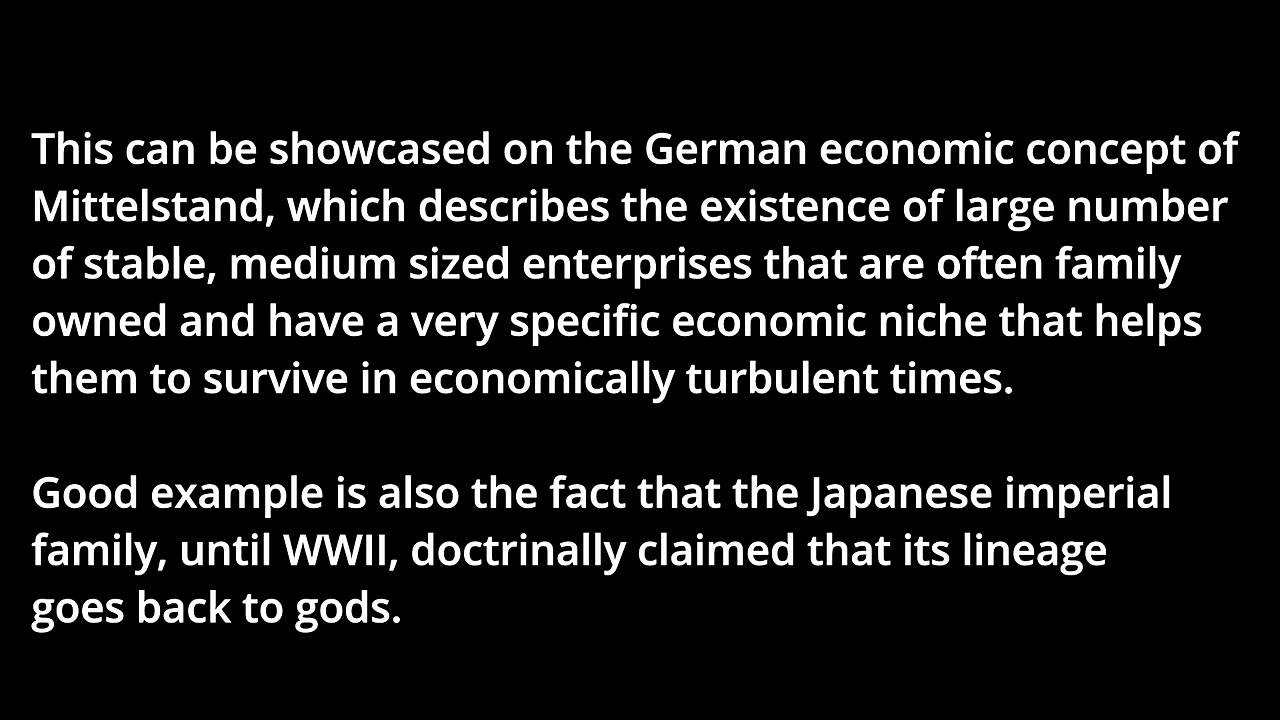 This can be showcased on the German economic concept of
Mittelstand, which describes the existence of large number
of stable, medium sized enterprises that are often family
owned and have a very specific economic niche that helps
them to survive in economically turbulent times.
Good example is also the fact that the Japanese imperial
family, until WWII, doctrinally claimed that its lineage
goes back to gods.